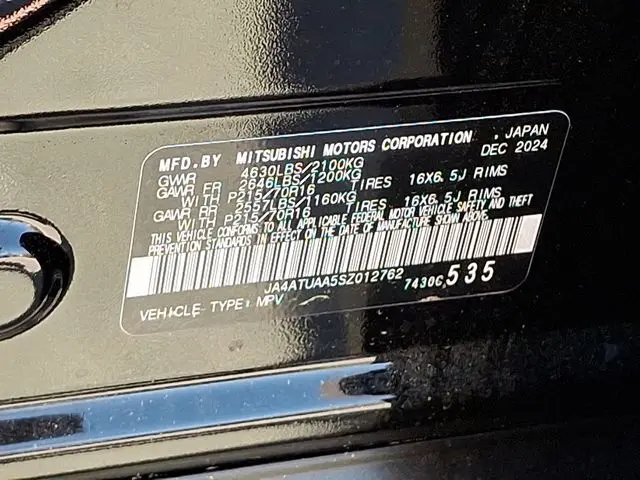 MFD.BY MITSUBISHI MOTORS CORPORATION , JAPAN
GVWR 4630LBS/2100KG DEC 2024
GAWR FR 2646LBS/1200KG
WITH P215/70R16 TIRES 16X6.5J RIMS
GAWR RR 2557LBS/1160KG
WITH P215/70R16 TIRES 16X6.5J RIMS
THIS VEHICLE CONFORMS TO ALL APPLICABLE FEDERAL MOTOR VEHICLE SAFETY AND THEFT
PREVENTION STANDARDS IN EFFECT ON THE DATE OF MANUFACTURE SHOWN ABOVE.
JA4ATUAA5SZ012762 7430C 535
VEHICLE-TYPE: MPV